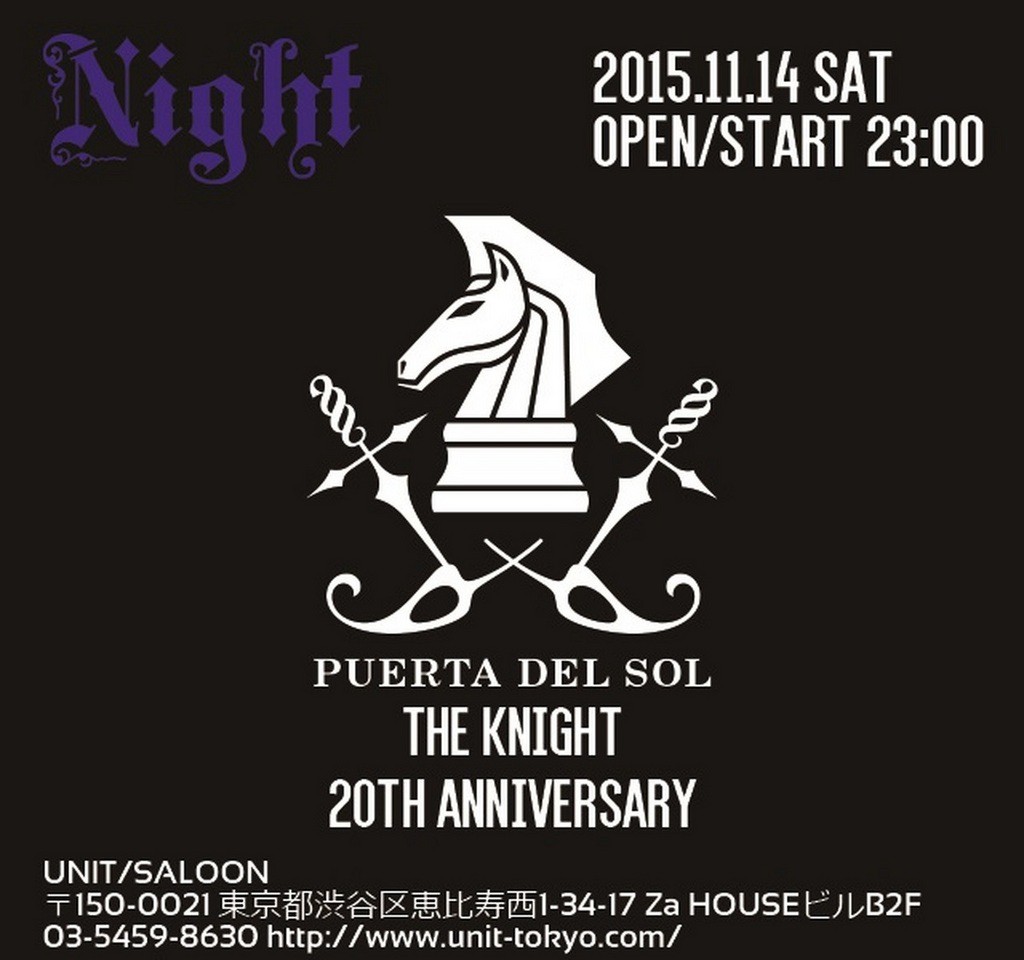 Night
2015.11.14 SAT
OPEN/START 23:00
PUERTA DEL SOL
THE KNIGHT
20TH ANNIVERSARY
UNIT/SALOON
〒150-0021 東京都渋谷区恵比寿西1-34-17 Za HOUSEビルB2F
03-5459-8630 http://www.unit-tokyo.com/